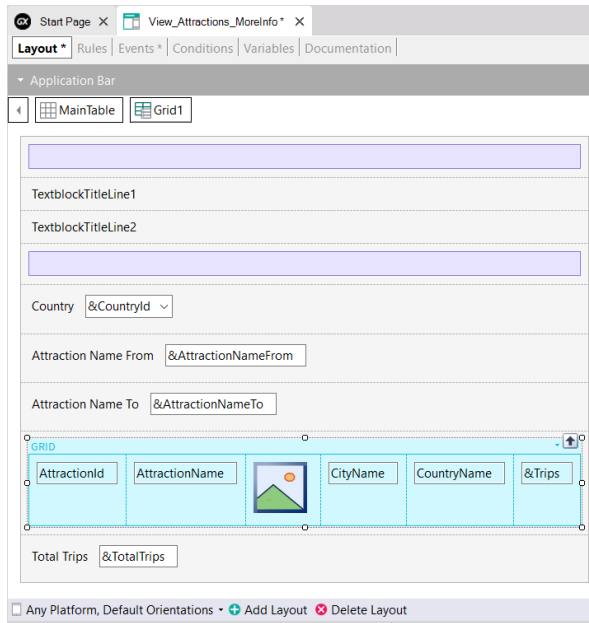 GX Start Page X View_Attractions_MoreInfo * X
Layout * Rules Events * Conditions Variables Documentation
Application Bar
MainTable Grid1
TextblockTitleLine1
TextblockTitleLine2
Country &CountryId
Attraction Name From &AttractionNameFrom
Attraction Name To &AttractionNameTo
GRID
AttractionId AttractionName CityName CountryName &Trips
Total Trips &TotalTrips
Any Platform, Default Orientations Add Layout Delete Layout